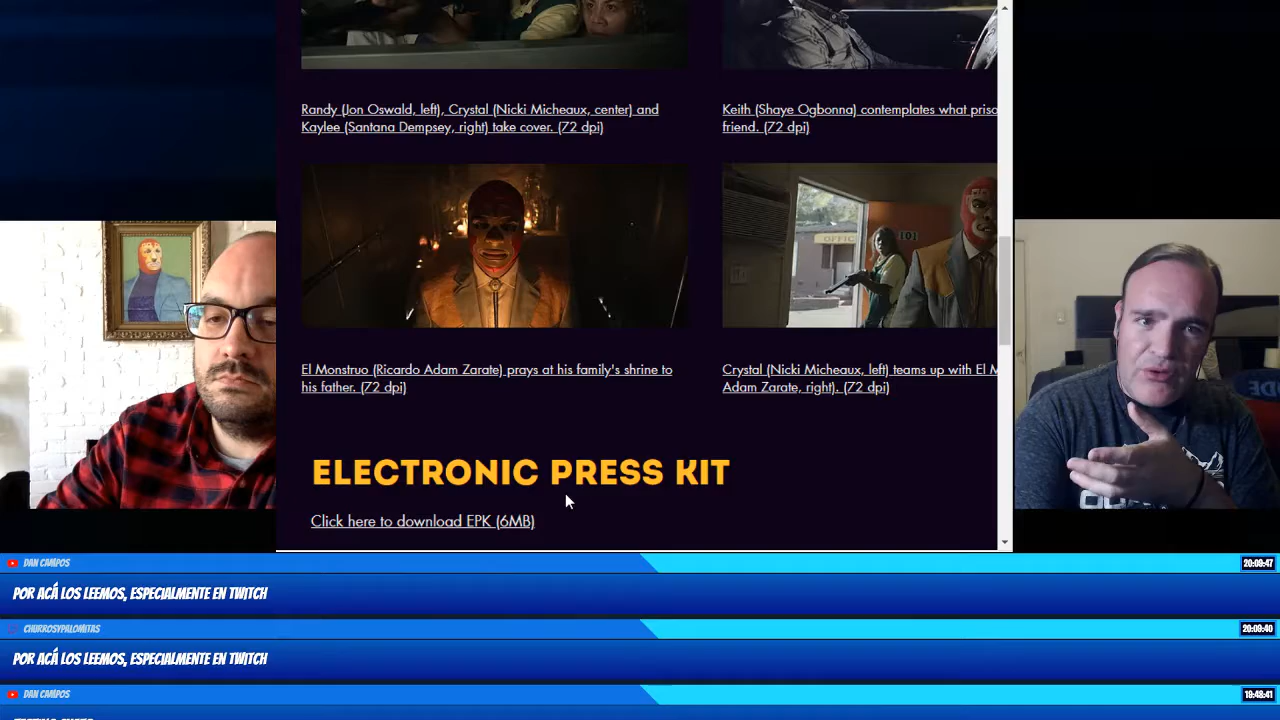 Randy (Jon Oswald, left), Crystal (Nicki Micheaux, center) and
Kaylee (Santana Dempsey, right) take cover. (72 dpi)
Keith (Shaye Ogbonna) contemplates what priso
friend. (72 dpi)
OFFIC
101
El Monstruo (Ricardo Adam Zarate) prays at his family's shrine to
his father. (72 dpi)
Crystal (Nicki Micheaux, left) teams up with El M
Adam Zarate, right). (72 dpi)
ELECTRONIC PRESS KIT
Click here to download EPK (6MB)
DAN CAMPOS
20:09:47
POR ACÁ LOS LEEMOS, ESPECIALMENTE EN TWITCH
CHURROSYPALOMITAS
20:09:40
POR ACÁ LOS LEEMOS, ESPECIALMENTE EN TWITCH
DAN CAMPOS
19:48:41